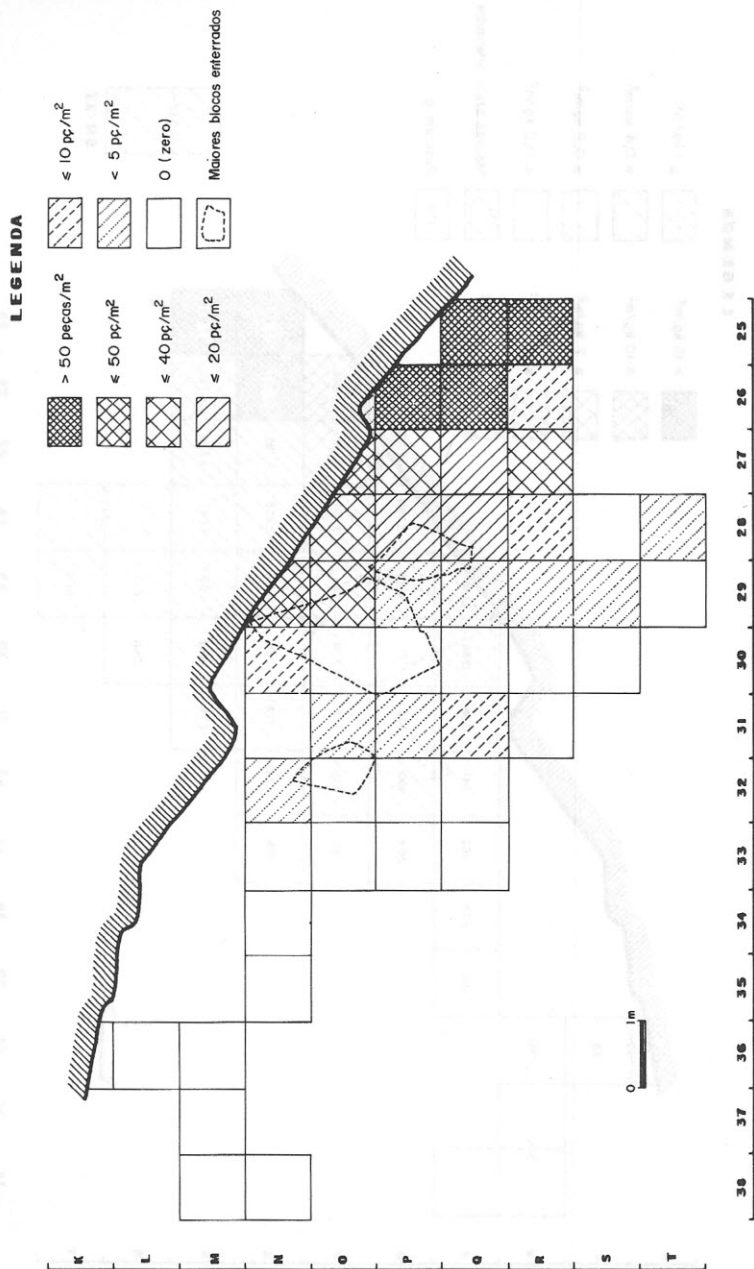 LEGENDA
> 50 peças/m²
≤ 50 pç/m²
≤ 40 pç/m²
≤ 20 pç/m²
≤ 10 pç/m²
< 5 pç/m²
0 (zero)
Maiores blocos enterrados
K
L
M
N
O
P
Q
R
S
T
0 1m
38 37 36 35 34 33 32 31 30 29 28 27 26 25